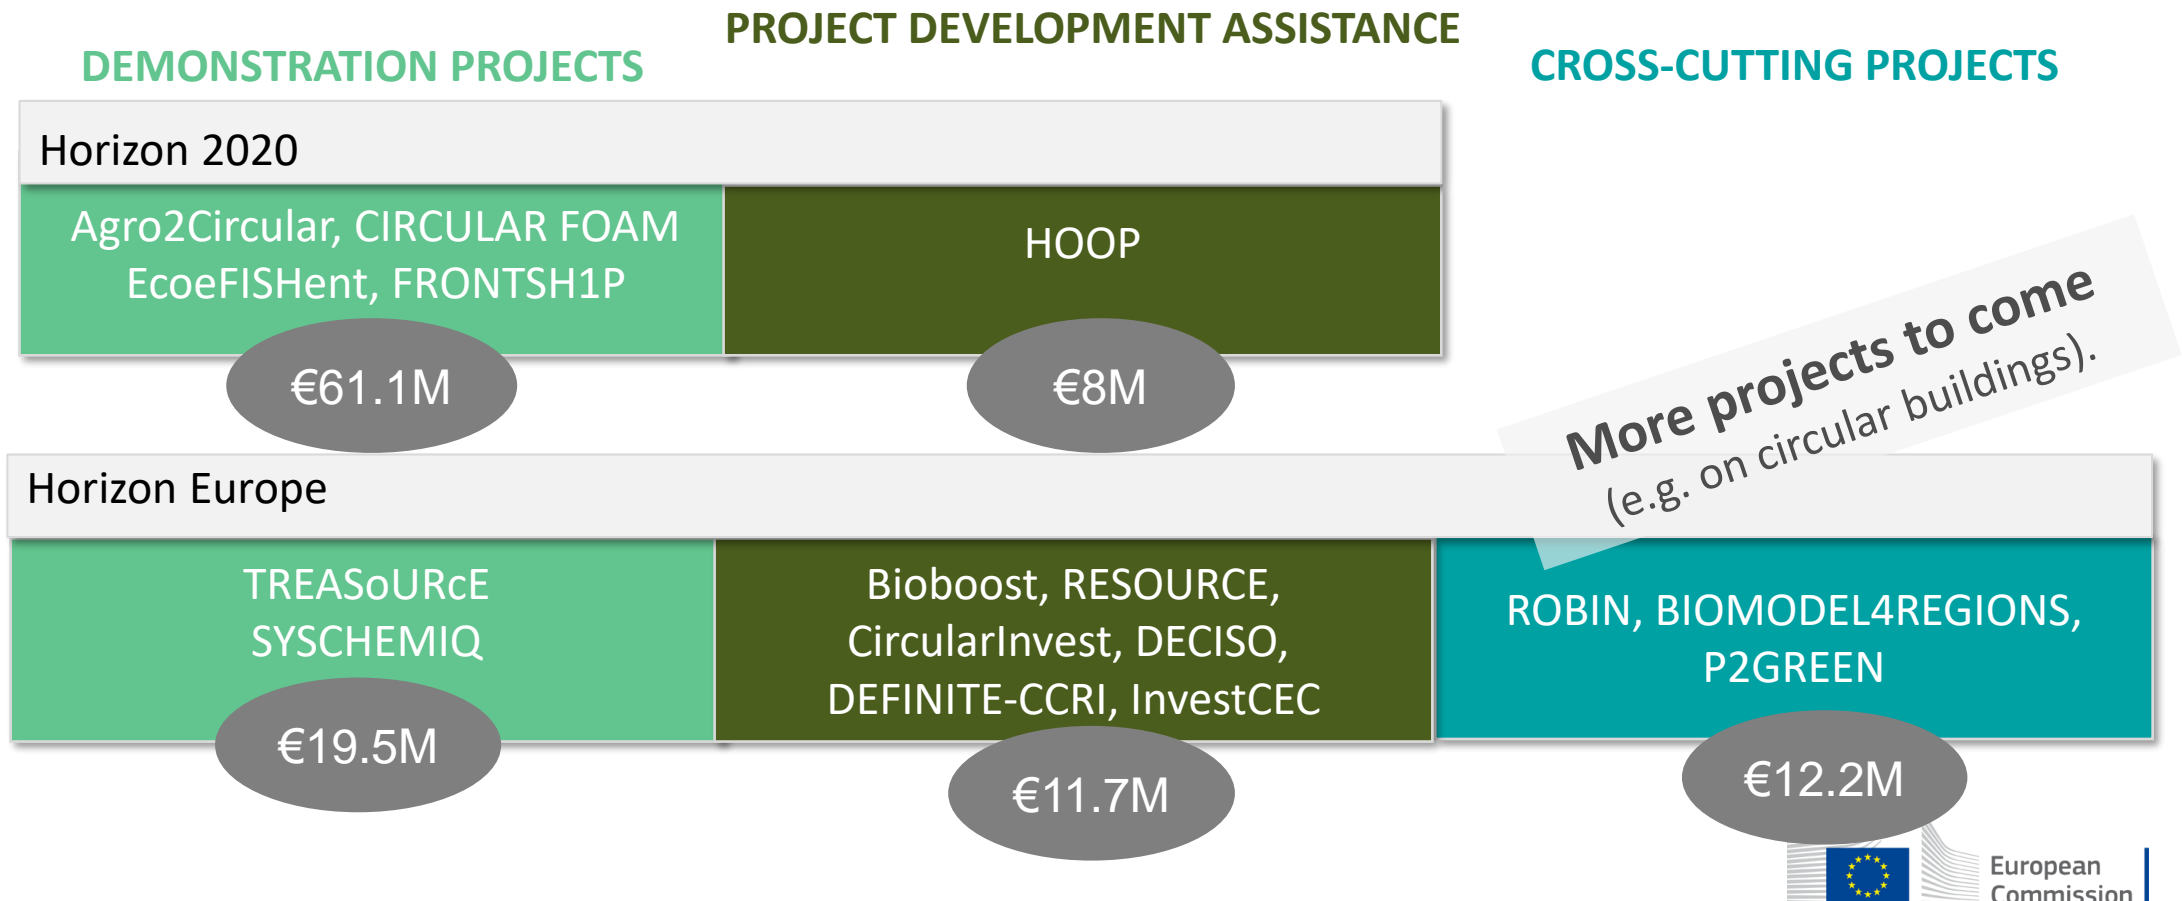 PROJECT DEVELOPMENT ASSISTANCE
DEMONSTRATION PROJECTS
CROSS-CUTTING PROJECTS
Horizon 2020
Agro2Circular, CIRCULAR FOAM
EcoeFISHent, FRONTSH1P
HOOP
€61.1M
€8M
More projects to come
(e.g. on circular buildings).
Horizon Europe
TREASoURcE
SYSCHEMIQ
Bioboost, RESOURCE,
CircularInvest, DECISO,
DEFINITE-CCRI, InvestCEC
ROBIN, BIOMODEL4REGIONS,
P2GREEN
€19.5M
€11.7M
€12.2M
European
Commission